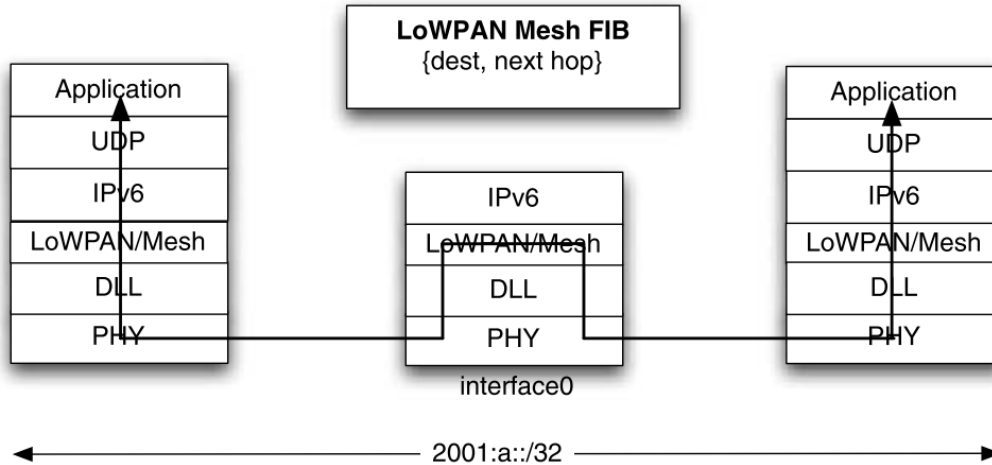 LoWPAN Mesh FIB
{dest, next hop}
Application
UDP
IPv6
LoWPAN/Mesh
DLL
PHY
IPv6
LoWPAN/Mesh
DLL
PHY
interface0
Application
UDP
IPv6
LoWPAN/Mesh
DLL
PHY
2001:a::/32